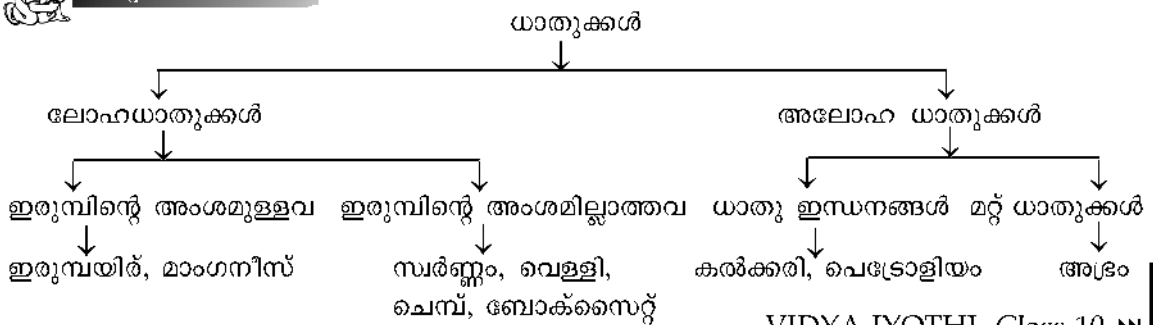 ധാതുക്കൾ
ലോഹധാതുക്കൾ അലോഹ ധാതുക്കൾ
ഇരുമ്പിന്റെ അംശമുള്ളവ ഇരുമ്പിന്റെ അംശമില്ലാത്തവ ധാതു ഇന്ധനങ്ങൾ മറ്റ് ധാതുക്കൾ
ഇരുമ്പയിര്, മാംഗനീസ് സ്വർണ്ണം, വെള്ളി, കൽക്കരി, പെട്രോളിയം അഭ്രം
ചെമ്പ്, ബോക്സൈറ്റ്
VIDYA JYOTHI Class 10